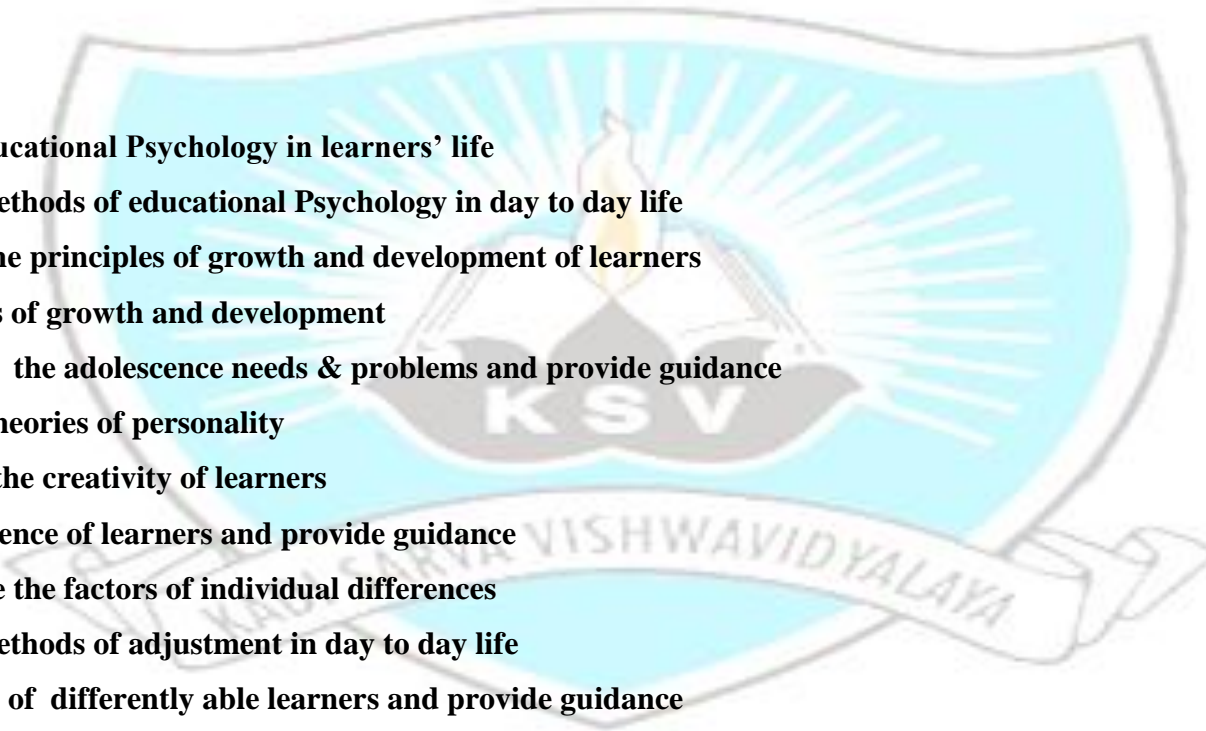 ucational Psychology in learners’ life
ethods of educational Psychology in day to day life
he principles of growth and development of learners
s of growth and development
the adolescence needs & problems and provide guidance
heories of personality
KSV
the creativity of learners
ence of learners and provide guidance
KADI SARVA VISHWAVIDYALAYA
e the factors of individual differences
ethods of adjustment in day to day life
of differently able learners and provide guidance